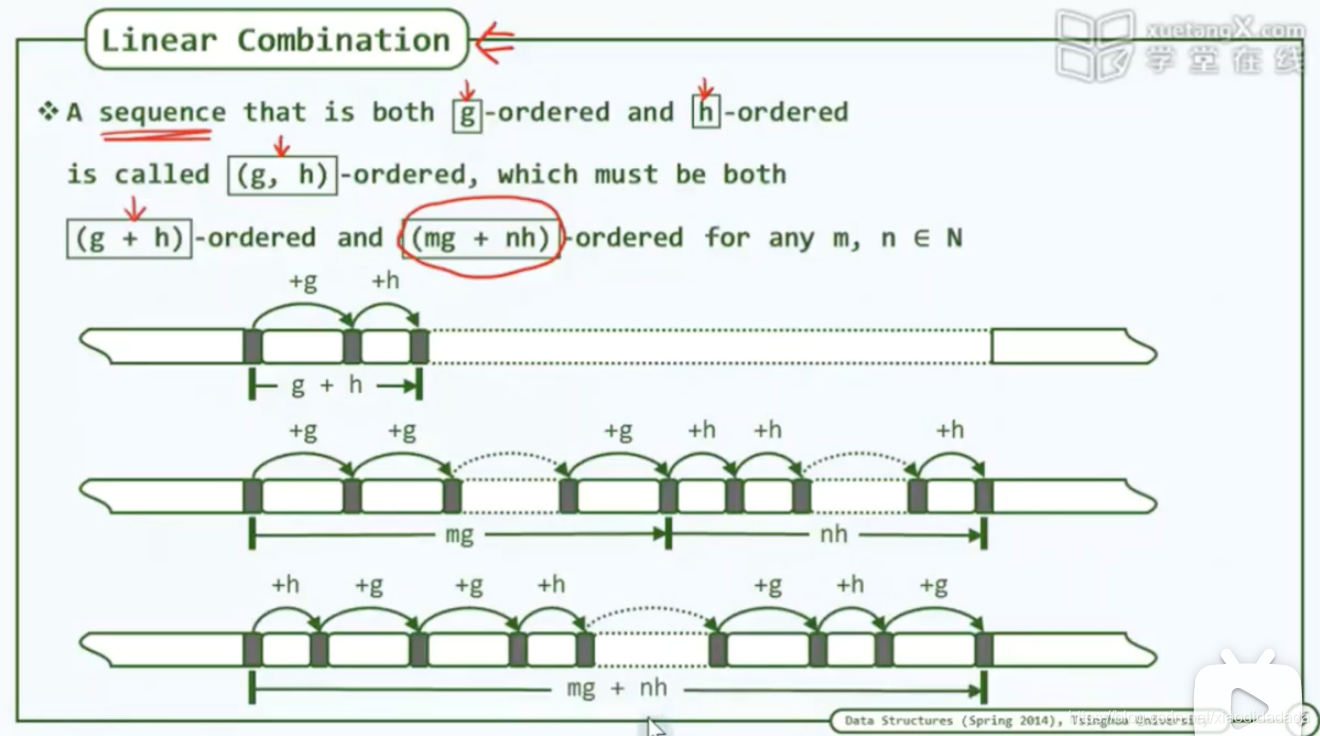 Linear Combination
xuetangX.com
学堂在线
❖ A sequence that is both g-ordered and h-ordered
is called (g, h)-ordered, which must be both
(g + h)-ordered and (mg + nh)-ordered for any m, n ∈ N
+g +h
g + h
+g +g +g +h +h +h
mg nh
+h +g +g +h +g +h +g
mg + nh
Data Structures (Spring 2014), Tsinghua University